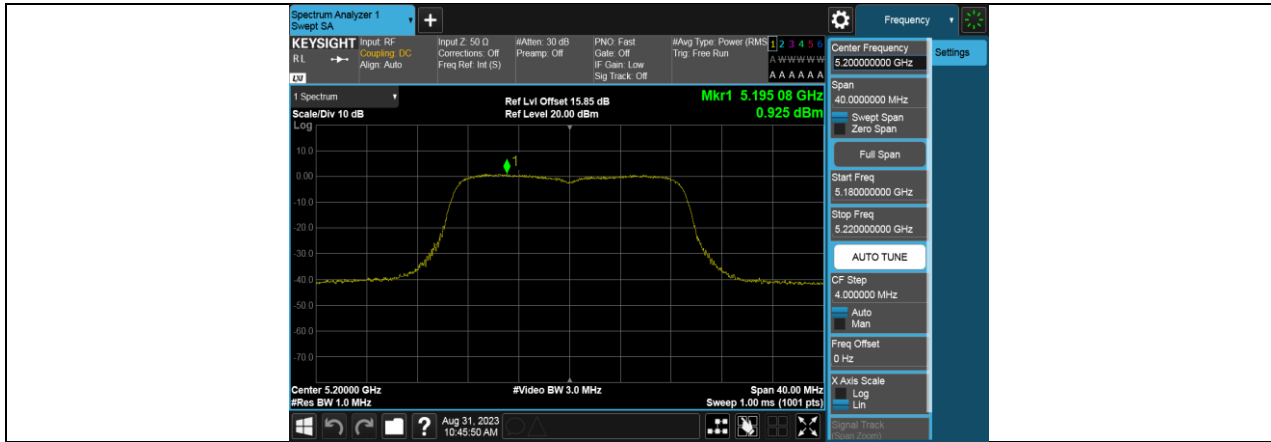 Spectrum Analyzer 1
Swept SA
+
Frequency
KEYSIGHT
RL
LXI
Input: RF
Coupling: DC
Align: Auto
Input Z: 50 Ω
Corrections: Off
Freq Ref: Int (S)
#Atten: 30 dB
Preamp: Off
PNO: Fast
Gate: Off
IF Gain: Low
Sig Track: Off
#Avg Type: Power (RMS
Trig: Free Run
1 2 3 4 5 6
A W W W W W
A A A A A A
1 Spectrum
Scale/Div 10 dB
Ref Lvl Offset 15.85 dB
Ref Level 20.00 dBm
Mkr1 5.195 08 GHz
0.925 dBm
Log
10.0
0.00
-10.0
-20.0
-30.0
-40.0
-50.0
-60.0
-70.0
1
Center 5.20000 GHz
#Res BW 1.0 MHz
#Video BW 3.0 MHz
Span 40.00 MHz
Sweep 1.00 ms (1001 pts)
Center Frequency
5.200000000 GHz
Settings
Span
40.0000000 MHz
Swept Span
Zero Span
Full Span
Start Freq
5.180000000 GHz
Stop Freq
5.220000000 GHz
AUTO TUNE
CF Step
4.000000 MHz
Auto
Man
Freq Offset
0 Hz
X Axis Scale
Log
Lin
Signal Track
(Span Zoom)
?
Aug 31, 2023
10:45:50 AM